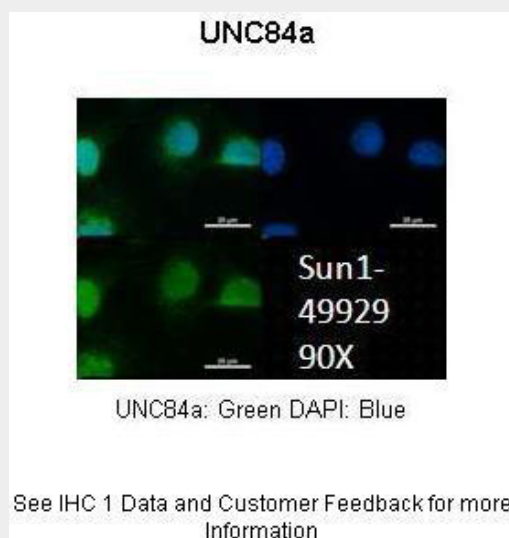 UNC84a
Sun1-
49929
90X
UNC84a: Green DAPI: Blue
See IHC 1 Data and Customer Feedback for more
Information